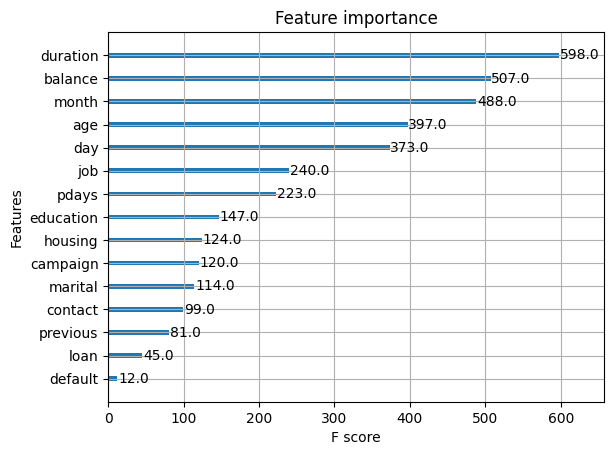 Feature importance
Features
duration 598.0
balance 507.0
month 488.0
age 397.0
day 373.0
job 240.0
pdays 223.0
education 147.0
housing 124.0
campaign 120.0
marital 114.0
contact 99.0
previous 81.0
loan 45.0
default 12.0
0 100 200 300 400 500 600
F score